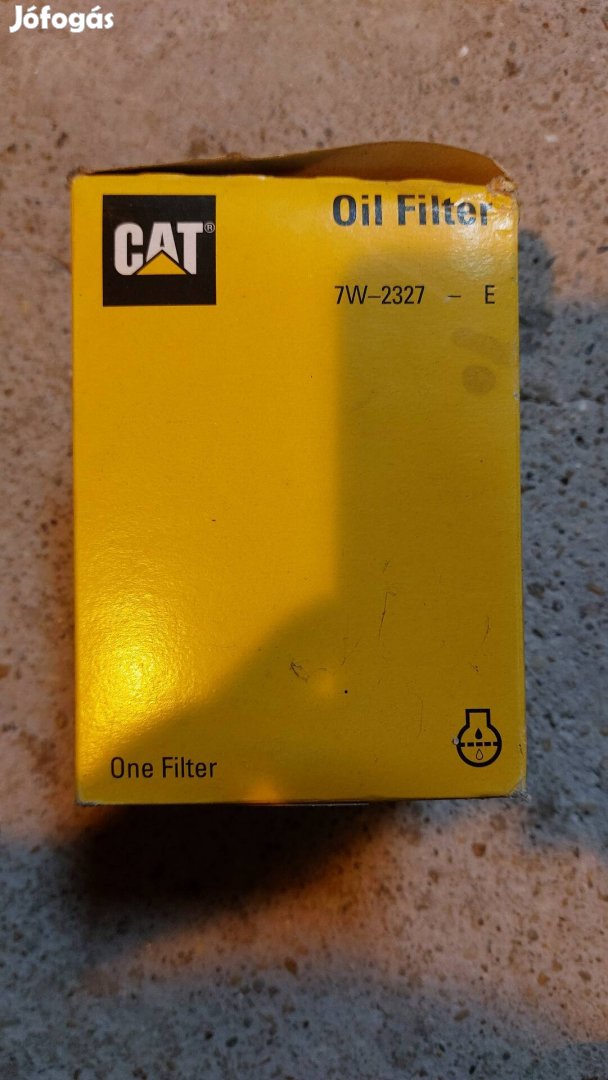 Jófogás
CAT®
Oil Filter
7W–2327 – E
One Filter